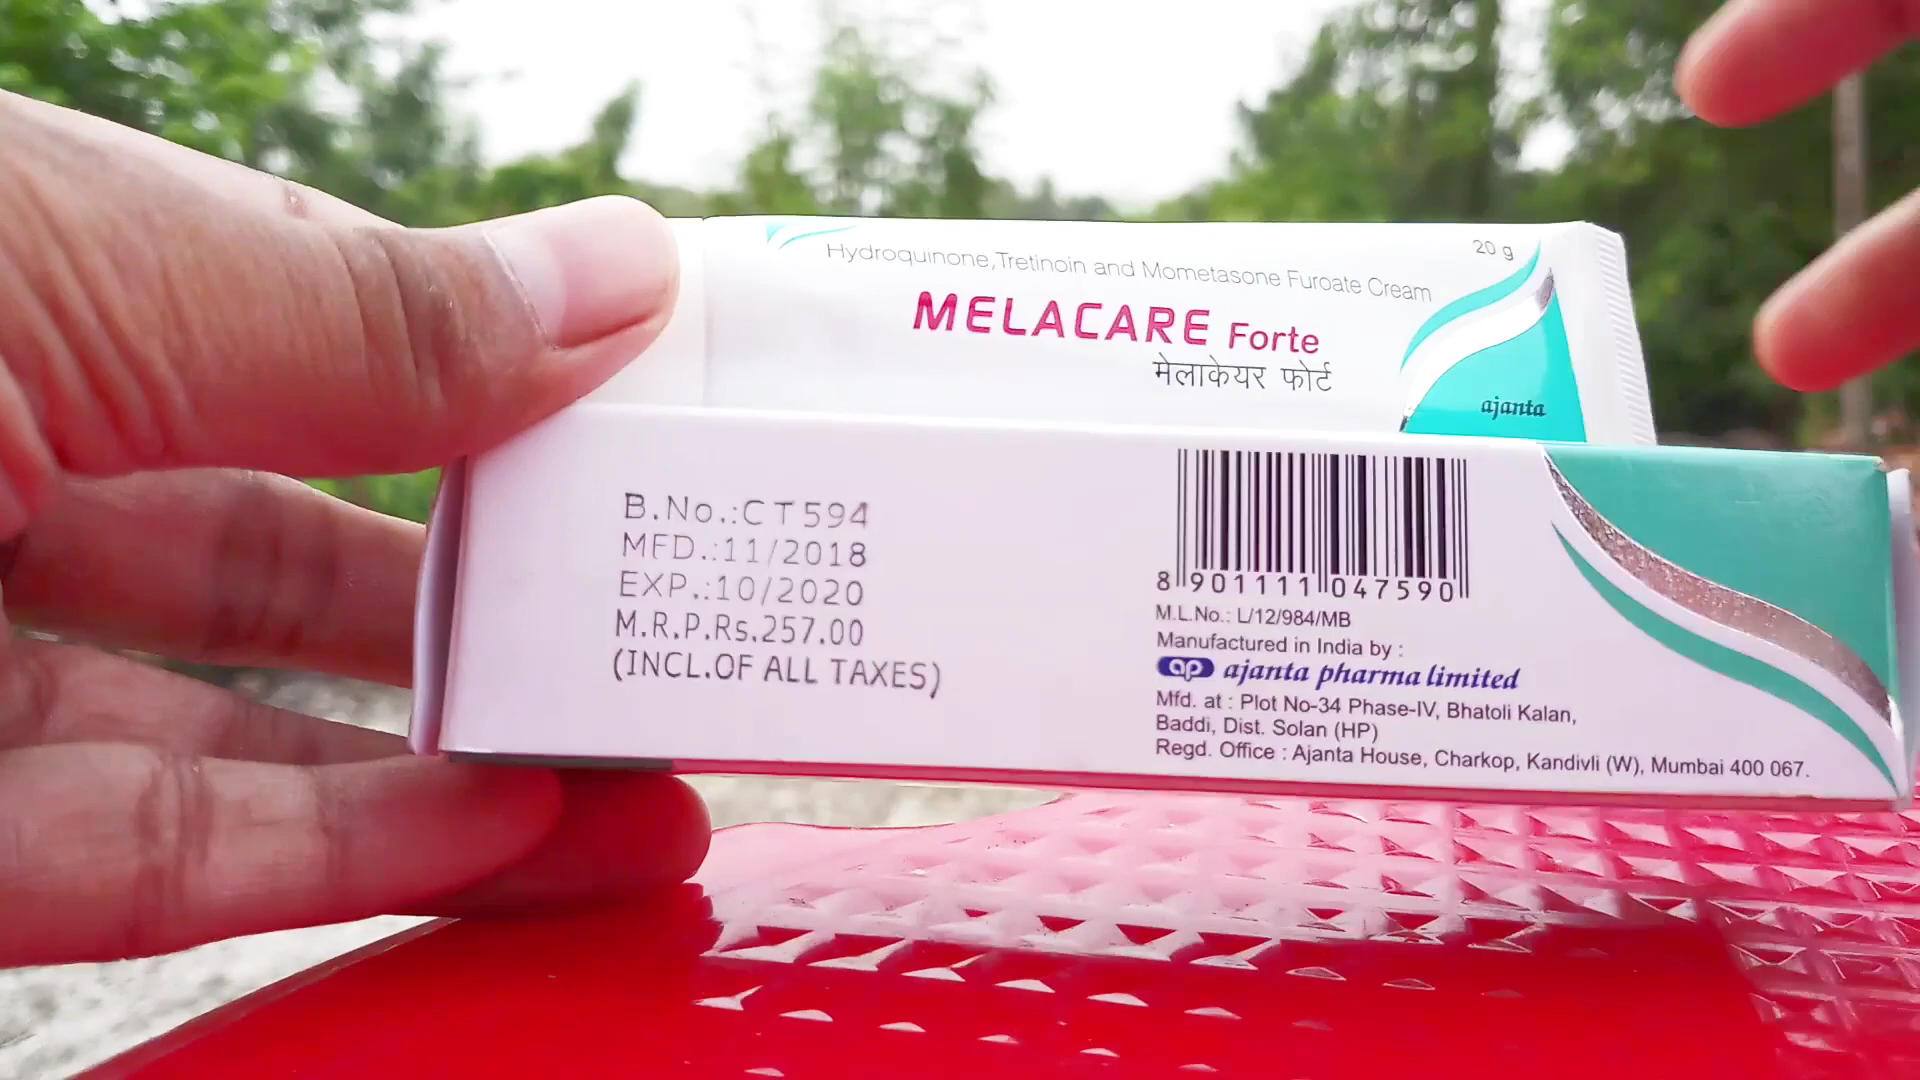 Hydroquinone, Tretinoin and Mometasone Furoate Cream
20 g
MELACARE Forte
मेलाकेयर फोर्ट
ajanta
B.No.:CT594
MFD.:11/2018
EXP.:10/2020
M.R.P.Rs.257.00
(INCL.OF ALL TAXES)
8 901111 047590
M.L.No.: L/12/984/MB
Manufactured in India by :
ap ajanta pharma limited
Mfd. at : Plot No-34 Phase-IV, Bhatoli Kalan,
Baddi, Dist. Solan (HP)
Regd. Office : Ajanta House, Charkop, Kandivli (W), Mumbai 400 067.